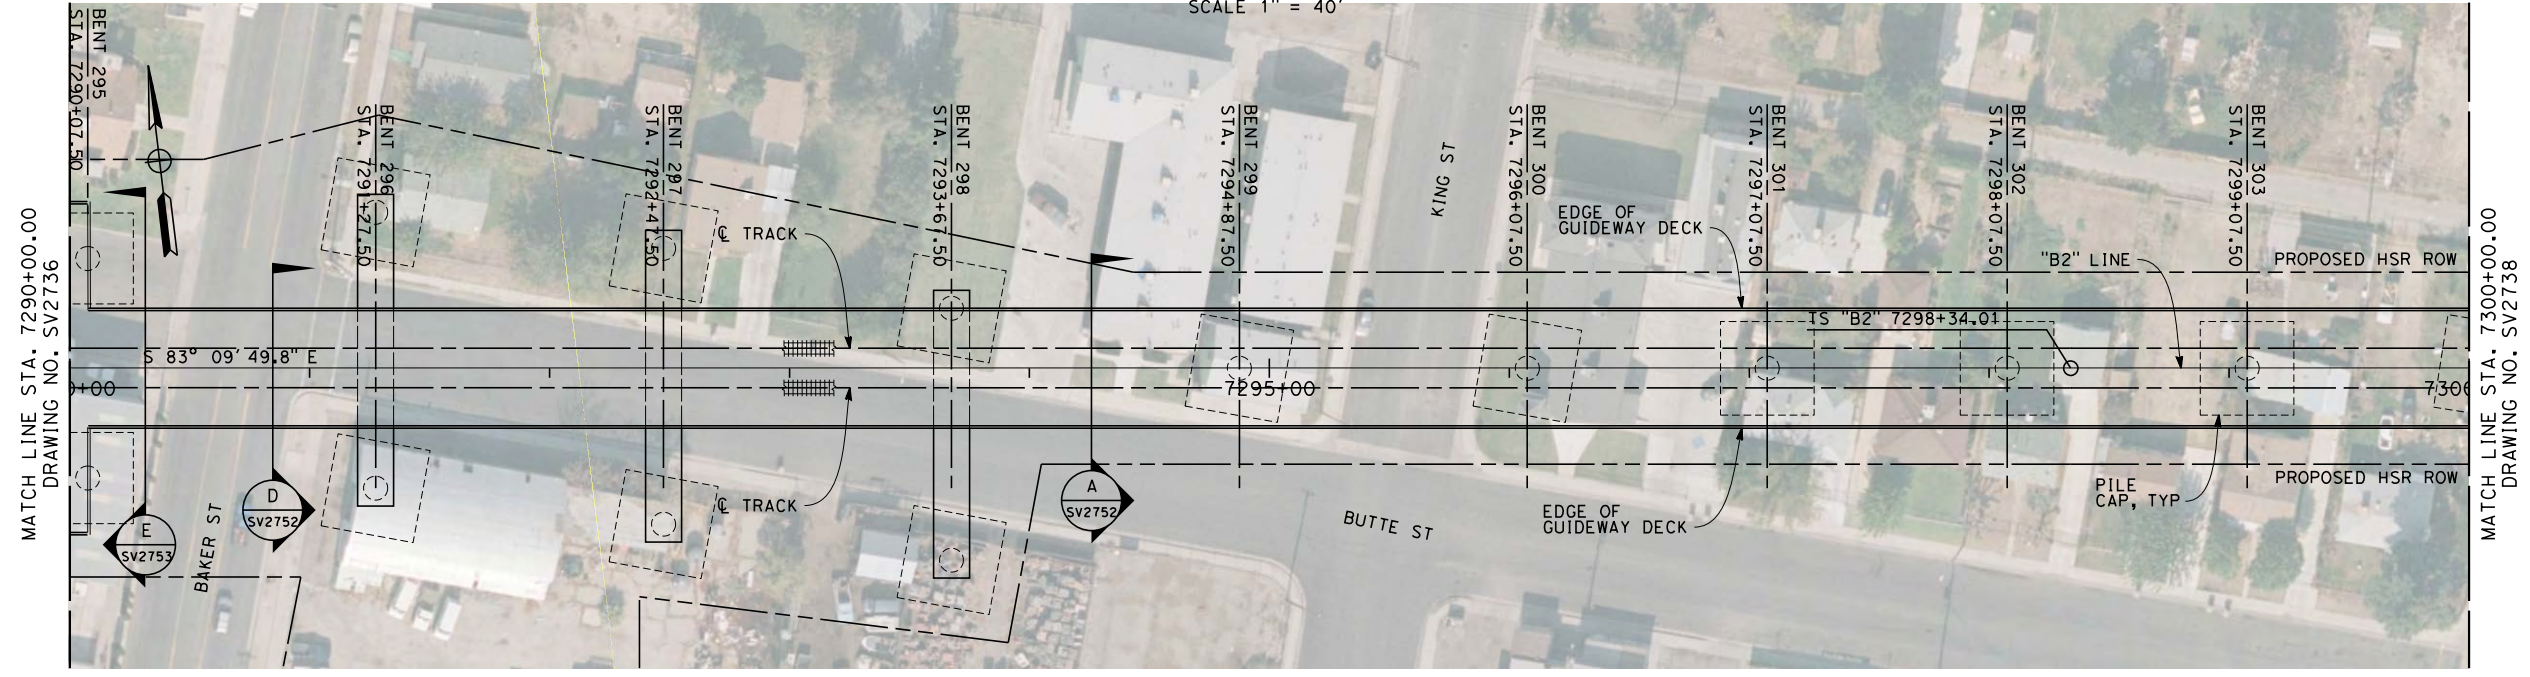 SCALE 1" = 40'
MATCH LINE STA. 7290+00.00
DRAWING NO. SV2736
BENT 295
STA. 7290+07.50
BENT 296
STA. 7291+27.50
BENT 297
STA. 7292+47.50
BENT 298
STA. 7293+67.50
BENT 299
STA. 7294+87.50
BENT 300
STA. 7296+07.50
BENT 301
STA. 7297+07.50
BENT 302
STA. 7298+07.50
BENT 303
STA. 7299+07.50
KING ST
EDGE OF
GUIDEWAY DECK
℄ TRACK
"B2" LINE
PROPOSED HSR ROW
TS "B2" 7298+34.01
S 83° 09' 49.8" E
0+00
7295+00
730
℄ TRACK
D
SV2752
E
SV2753
A
SV2752
BAKER ST
BUTTE ST
EDGE OF
GUIDEWAY DECK
PILE
CAP, TYP
PROPOSED HSR ROW
MATCH LINE STA. 7300+00.00
DRAWING NO. SV2738